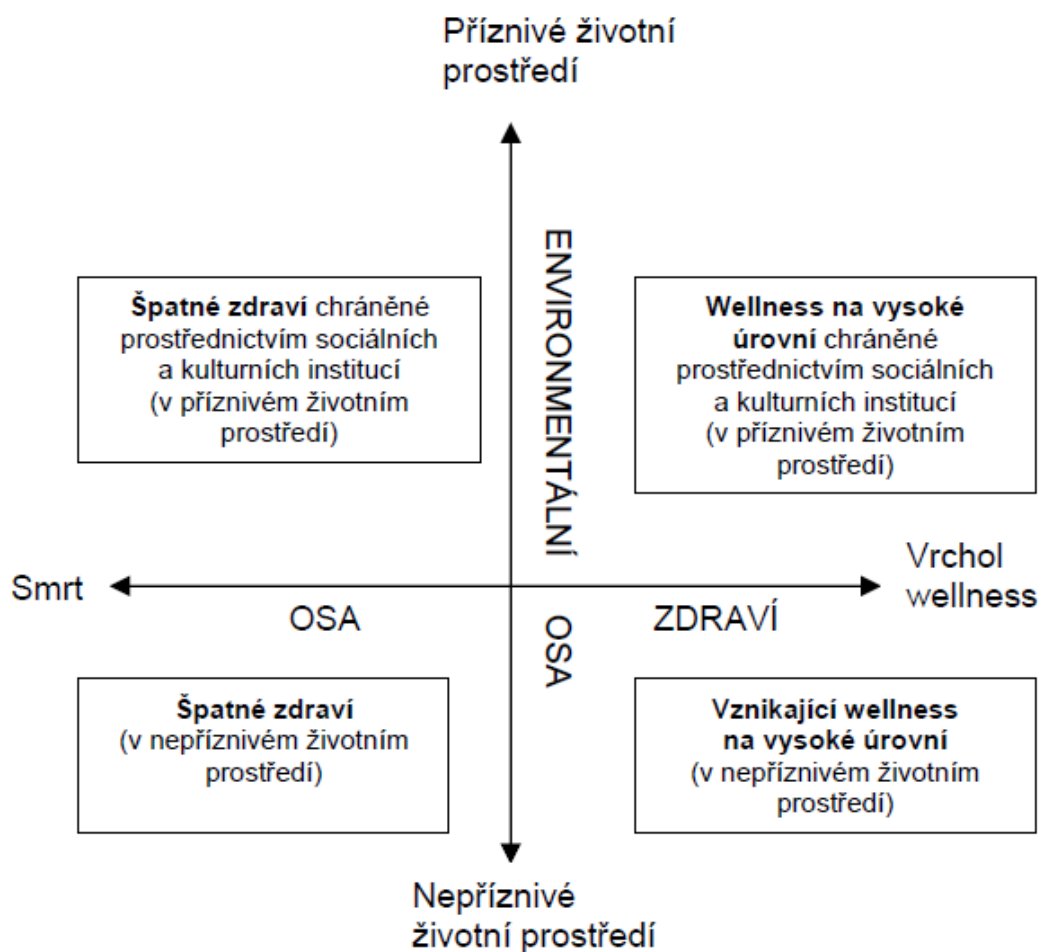 Příznivé životní
prostředí
ENVIRONMENTÁLNÍ
Špatné zdraví chráněné
prostřednictvím sociálních
a kulturních institucí
(v příznivém životním
prostředí)
Wellness na vysoké
úrovní chráněné
prostřednictvím sociálních
a kulturních institucí
(v příznivém životním
prostředí)
Smrt
Vrchol
wellness
OSA
ZDRAVÍ
OSA
Špatné zdraví
(v nepříznivém životním
prostředí)
Vznikající wellness
na vysoké úrovní
(v nepříznivém životním
prostředí)
Nepříznivé
životní prostředí